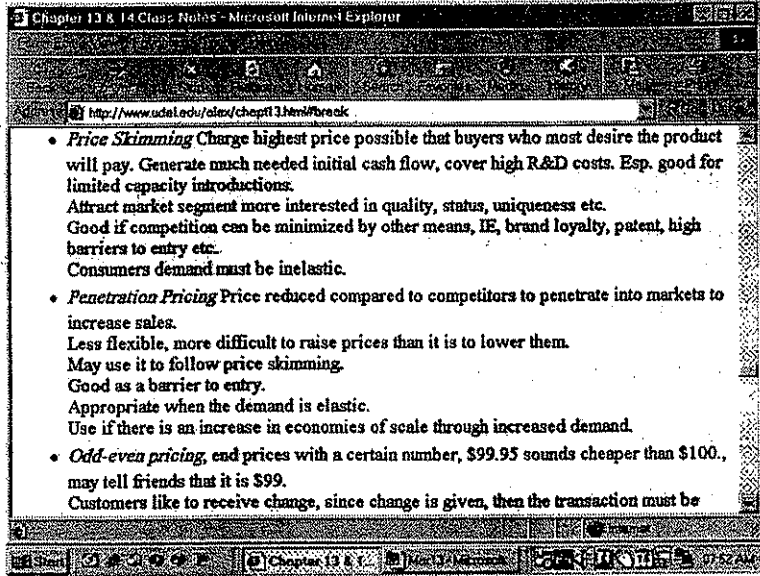 Chapter 13 & 14 Class Notes - Microsoft Internet Explorer
http://www.udel.edu/alex/chapt13.html#break
• Price Skimming Charge highest price possible that buyers who most desire the product
will pay. Generate much needed initial cash flow, cover high R&D costs. Esp. good for
limited capacity introductions.
Attract market segment more interested in quality, status, uniqueness etc.
Good if competition can be minimized by other means, IE, brand loyalty, patent, high
barriers to entry etc.
Consumers demand must be inelastic.
• Penetration Pricing Price reduced compared to competitors to penetrate into markets to
increase sales.
Less flexible, more difficult to raise prices than it is to lower them.
May use it to follow price skimming.
Good as a barrier to entry.
Appropriate when the demand is elastic.
Use if there is an increase in economies of scale through increased demand.
• Odd-even pricing, end prices with a certain number, $99.95 sounds cheaper than $100.,
may tell friends that it is $99.
Customers like to receive change, since change is given, then the transaction must be
Internet
Start Chapter 13 & 1... 07:52 AM